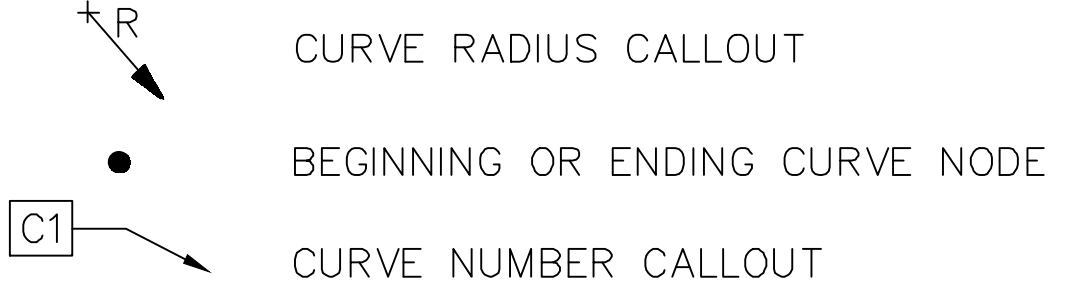 R
CURVE RADIUS CALLOUT
BEGINNING OR ENDING CURVE NODE
C1
CURVE NUMBER CALLOUT